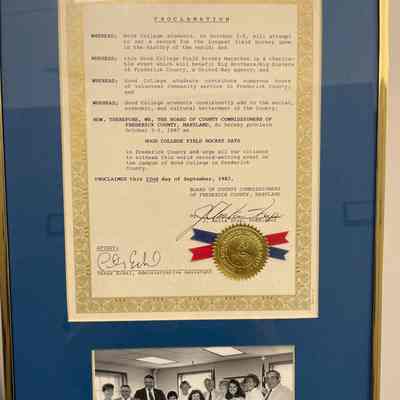 PROCLAMATION
WHEREAS; Hood College students, on October 2-3, will attempt
to set a record for the longest field hockey game
in the history of the world; and
WHEREAS; this Hood College Field Hockey Marathon is a charita-
ble event which will benefit Big Brothers/Big Sisters
of Frederick County, a United Way agency; and
WHEREAS; Hood College students contribute numerous hours
of volunteer community service in Frederick County;
and
WHEREAS; Hood College students consistently add to the social,
economic, and cultural betterment of the County;
NOW, THEREFORE, WE, THE BOARD OF COUNTY COMMISSIONERS OF
FREDERICK COUNTY, MARYLAND, do hereby proclaim
October 2-3, 1987 as
HOOD COLLEGE FIELD HOCKEY DAYS
in Frederick County and urge all our citizens
to witness this world record-setting event on
the campus of Hood College in Frederick
County.
PROCLAIMED this 22nd day of September, 1987.
BOARD OF COUNTY COMMISSIONERS
OF FREDERICK COUNTY, MARYLAND
ATTEST:
Administrative Assistant